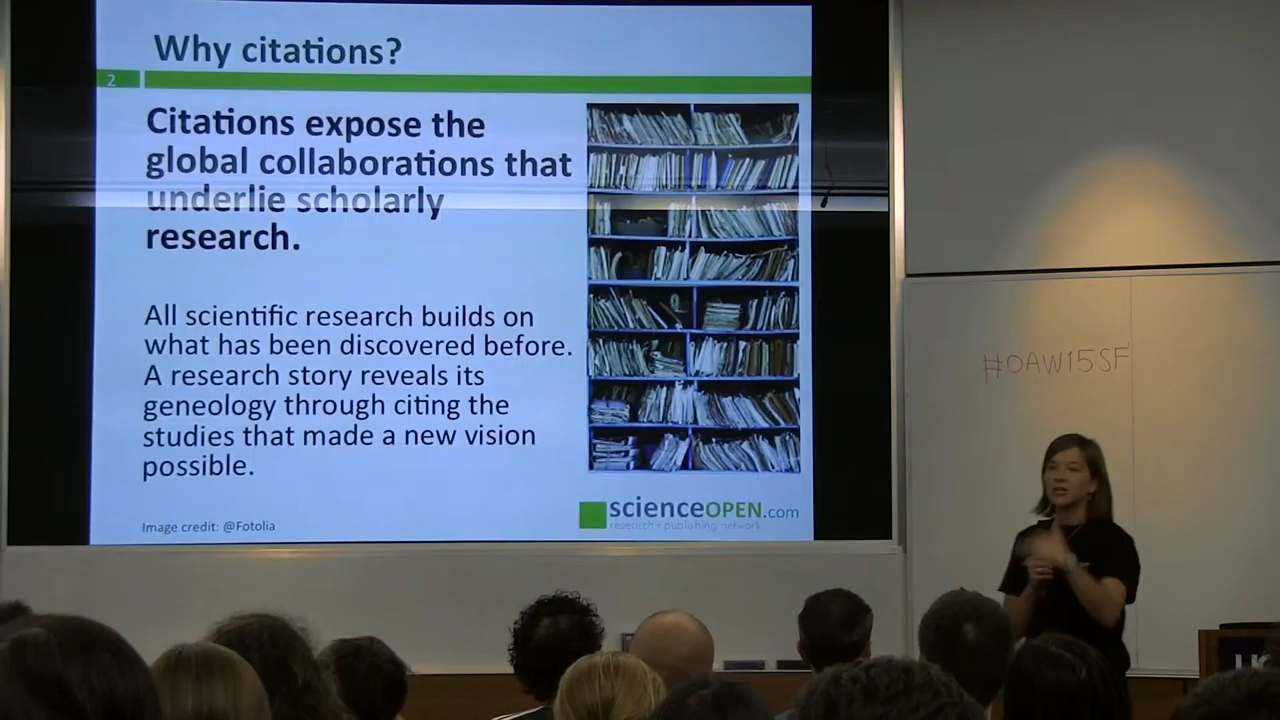 Why citations?
2
Citations expose the
global collaborations that
underlie scholarly
research.
All scientific research builds on
what has been discovered before.
A research story reveals its
geneology through citing the
studies that made a new vision
possible.
Image credit: @Fotolia
scienceOPEN.com
research + publishing network
#OAW15SF